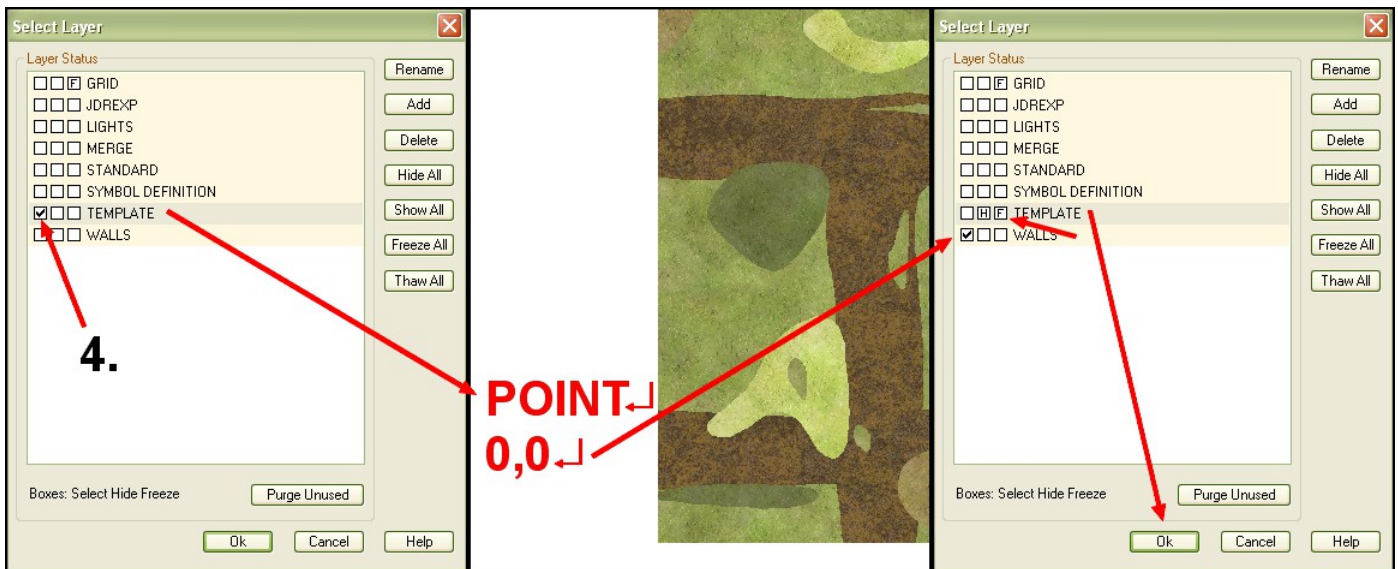 Select Layer
Layer Status
F GRID
JDREXP
LIGHTS
MERGE
STANDARD
SYMBOL DEFINITION
TEMPLATE
WALLS
4.
Boxes: Select Hide Freeze
Purge Unused
Rename
Add
Delete
Hide All
Show All
Freeze All
Thaw All
Ok
Cancel
Help
POINT↵
0,0↵
Select Layer
Layer Status
F GRID
JDREXP
LIGHTS
MERGE
STANDARD
SYMBOL DEFINITION
H F TEMPLATE
WALLS
Boxes: Select Hide Freeze
Purge Unused
Rename
Add
Delete
Hide All
Show All
Freeze All
Thaw All
Ok
Cancel
Help